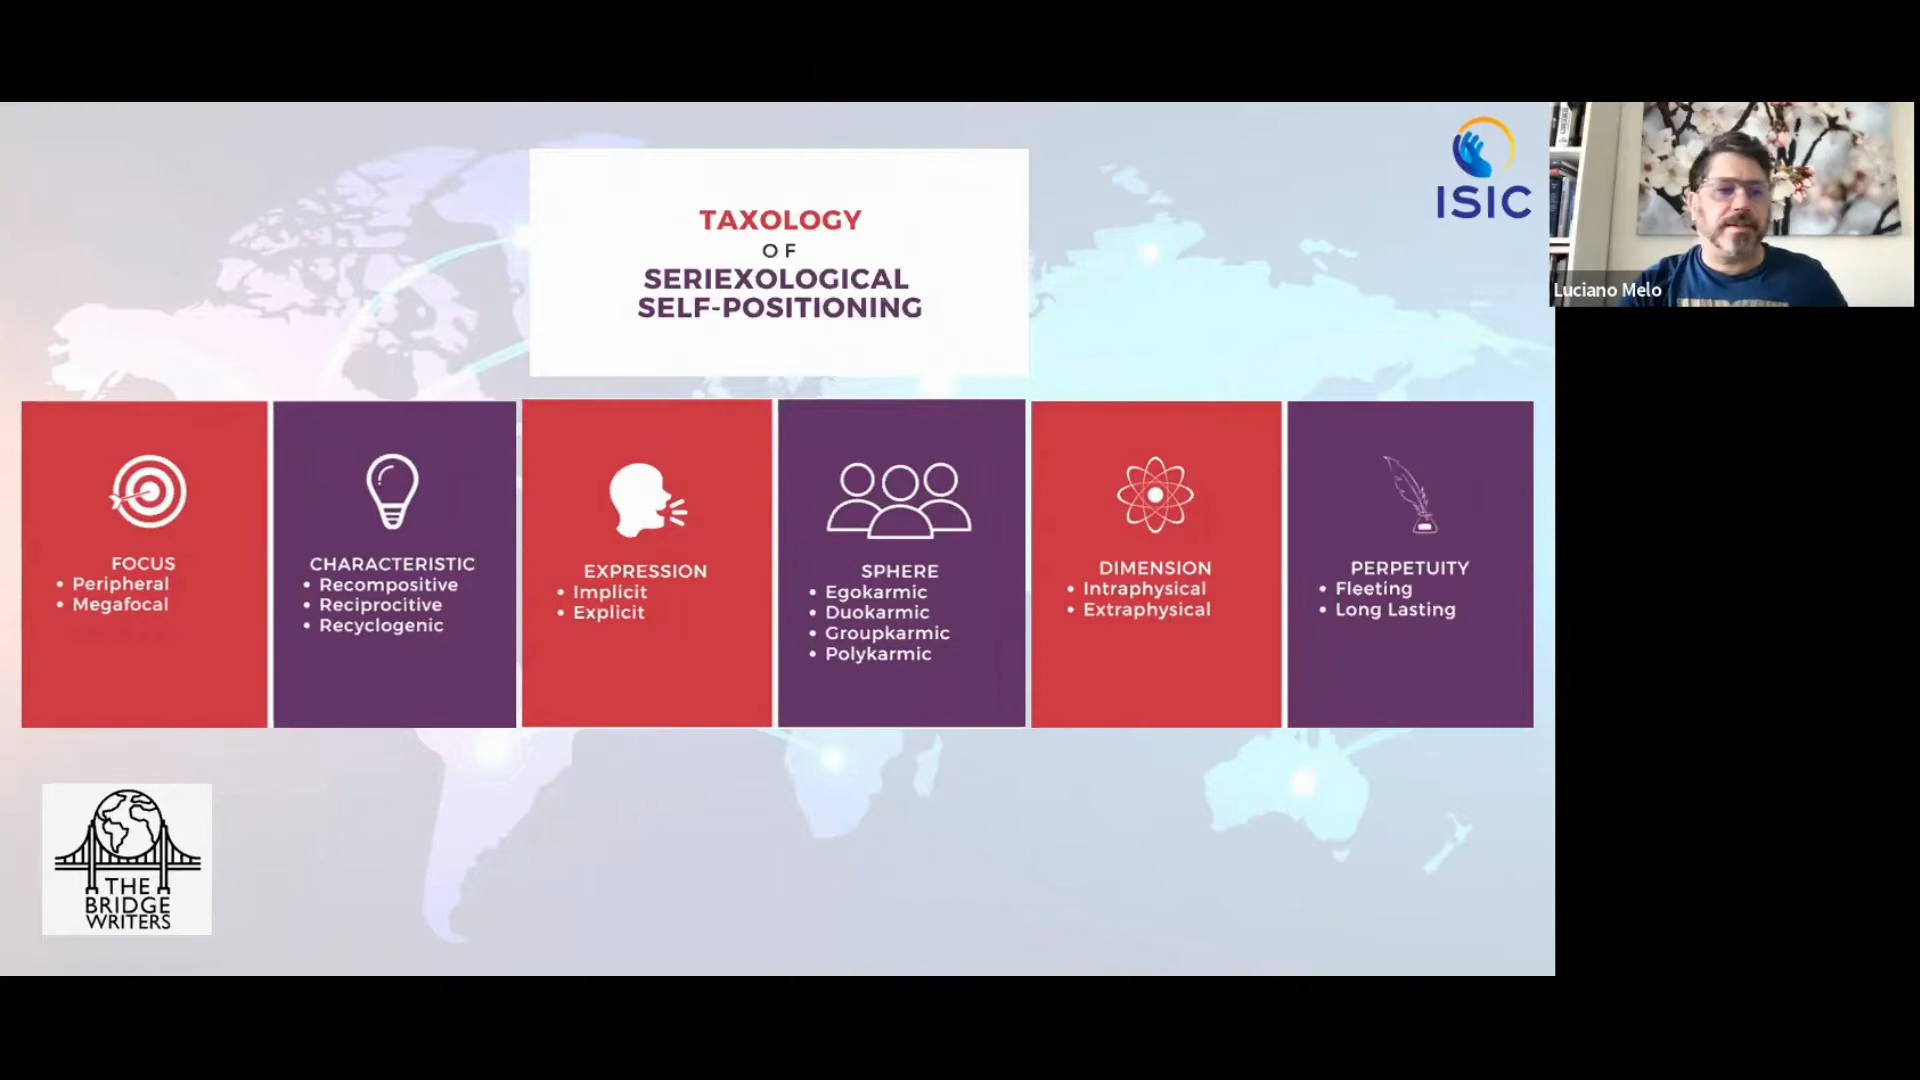 TAXOLOGY
OF
SERIEXOLOGICAL
SELF-POSITIONING
ISIC
Luciano Melo
FOCUS
• Peripheral
• Megafocal
CHARACTERISTIC
• Recompositive
• Reciprocitive
• Recyclogenic
EXPRESSION
• Implicit
• Explicit
SPHERE
• Egokarmic
• Duokarmic
• Groupkarmic
• Polykarmic
DIMENSION
• Intraphysical
• Extraphysical
PERPETUITY
• Fleeting
• Long Lasting
THE
BRIDGE
WRITERS